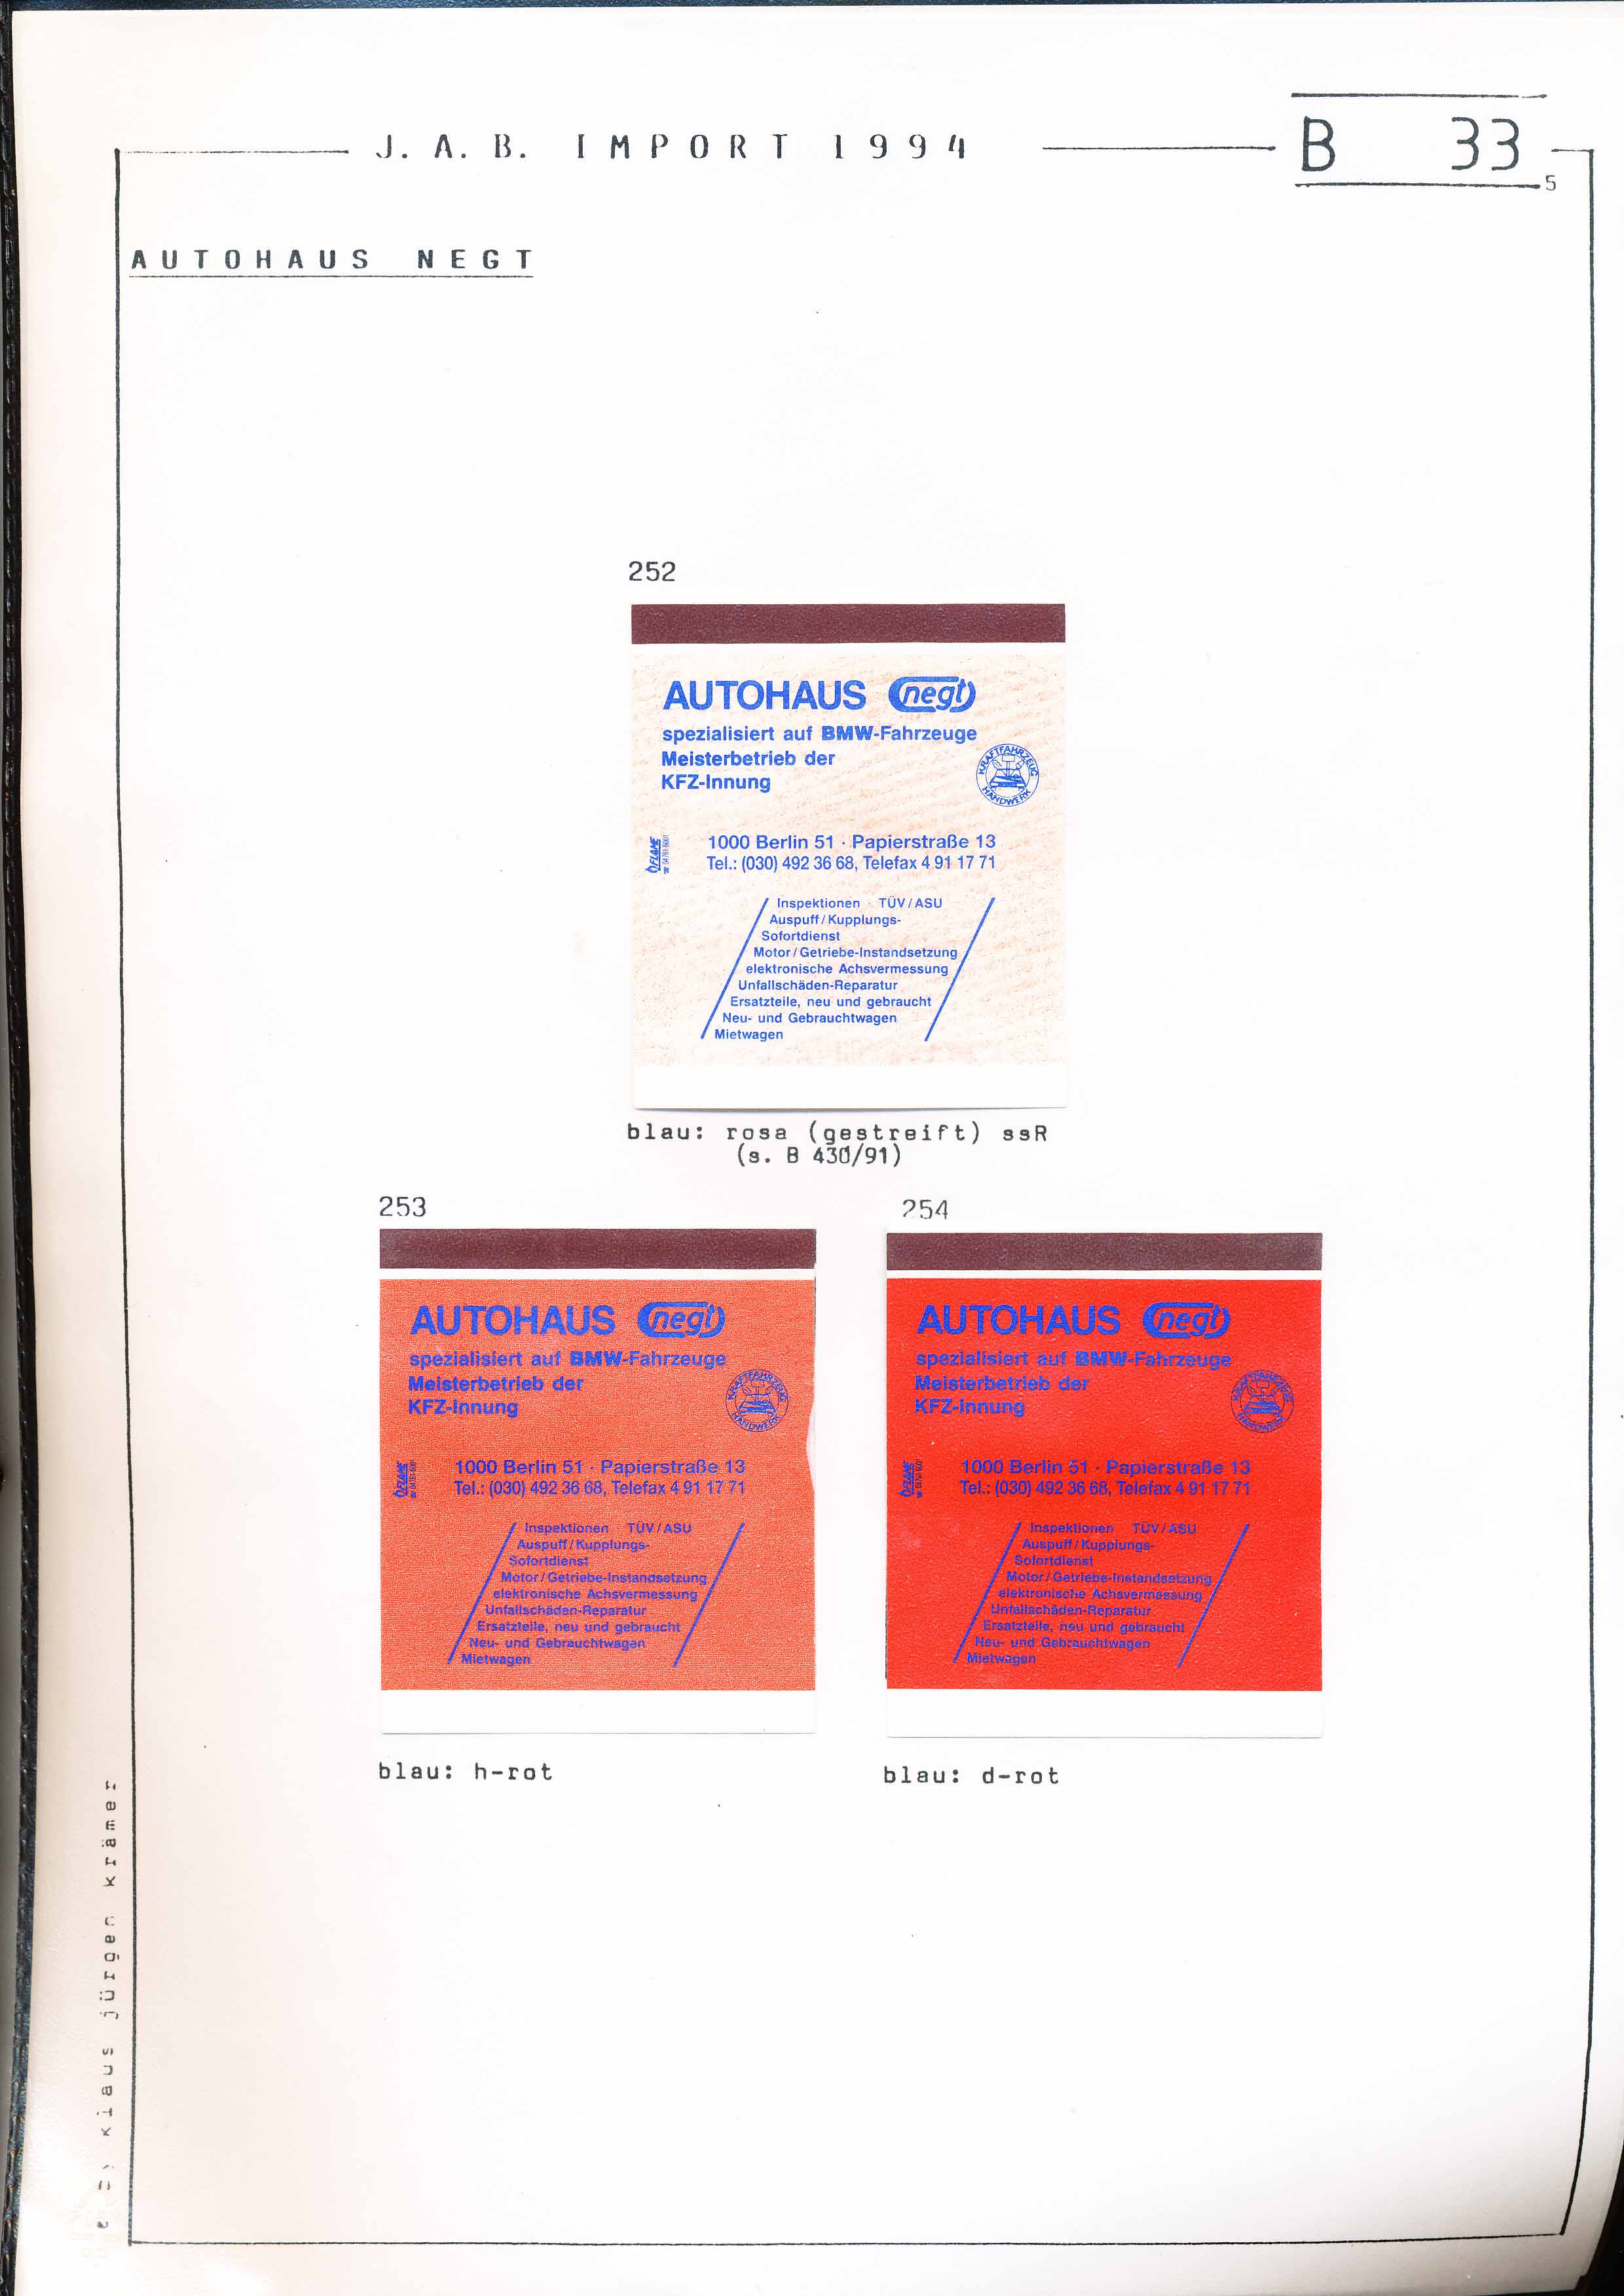 J. A. B. IMPORT 1994
B 33
5
AUTOHAUS NEGT
252
AUTOHAUS negt
spezialisiert auf BMW-Fahrzeuge
Meisterbetrieb der
KFZ-Innung
KRAFTFAHRZEUG HANDWERK
FLAME
1000 Berlin 51 · Papierstraße 13
Tel.: (030) 492 36 68, Telefax 4 91 17 71
Inspektionen · TÜV/ASU
Auspuff/Kupplungs-
Sofortdienst
Motor/Getriebe-Instandsetzung
elektronische Achsvermessung
Unfallschäden-Reparatur
Ersatzteile, neu und gebraucht
Neu- und Gebrauchtwagen
Mietwagen
blau: rosa (gestreift) ssR
(s. B 430/91)
253
AUTOHAUS negt
spezialisiert auf BMW-Fahrzeuge
Meisterbetrieb der
KFZ-Innung
KRAFTFAHRZEUG HANDWERK
FLAME
1000 Berlin 51 · Papierstraße 13
Tel.: (030) 492 36 68, Telefax 4 91 17 71
Inspektionen · TÜV/ASU
Auspuff/Kupplungs-
Sofortdienst
Motor/Getriebe-Instandsetzung
elektronische Achsvermessung
Unfallschäden-Reparatur
Ersatzteile, neu und gebraucht
Neu- und Gebrauchtwagen
Mietwagen
blau: h-rot
254
AUTOHAUS negt
spezialisiert auf BMW-Fahrzeuge
Meisterbetrieb der
KFZ-Innung
KRAFTFAHRZEUG HANDWERK
FLAME
1000 Berlin 51 · Papierstraße 13
Tel.: (030) 492 36 68, Telefax 4 91 17 71
Inspektionen · TÜV/ASU
Auspuff/Kupplungs-
Sofortdienst
Motor/Getriebe-Instandsetzung
elektronische Achsvermessung
Unfallschäden-Reparatur
Ersatzteile, neu und gebraucht
Neu- und Gebrauchtwagen
Mietwagen
blau: d-rot
klaus jürgen krämer